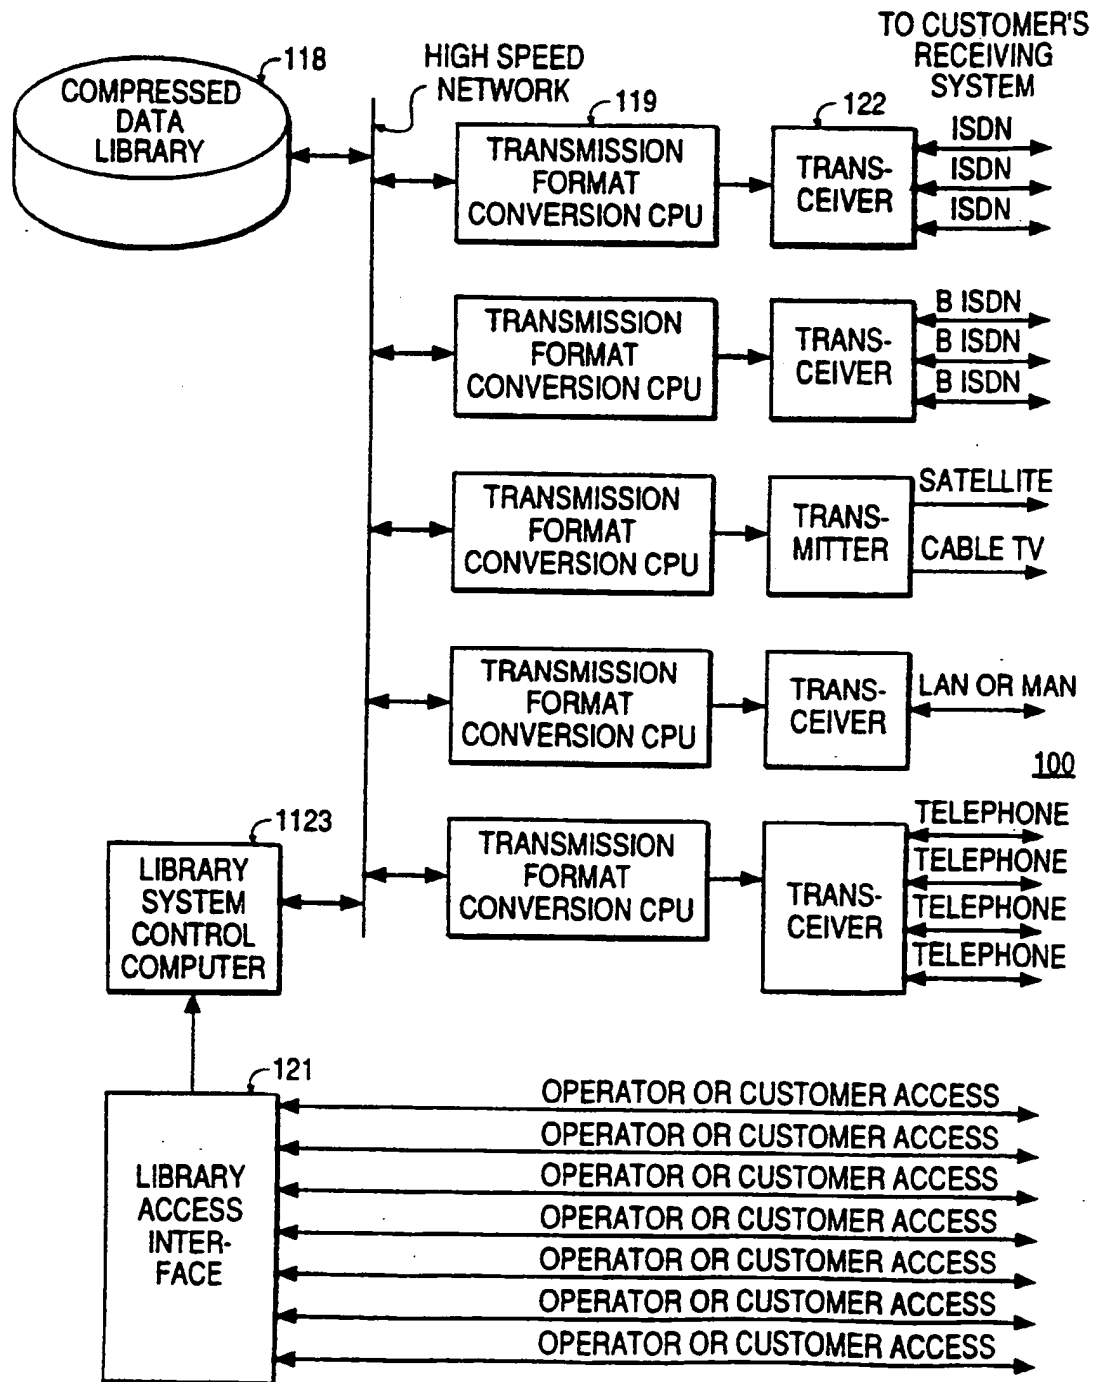 TO CUSTOMER'S
RECEIVING
SYSTEM
118
HIGH SPEED
NETWORK
COMPRESSED
DATA
LIBRARY
119
TRANSMISSION
FORMAT
CONVERSION CPU
122
TRANS-
CEIVER
ISDN
ISDN
ISDN
TRANSMISSION
FORMAT
CONVERSION CPU
TRANS-
CEIVER
B ISDN
B ISDN
B ISDN
TRANSMISSION
FORMAT
CONVERSION CPU
TRANS-
MITTER
SATELLITE
CABLE TV
TRANSMISSION
FORMAT
CONVERSION CPU
TRANS-
CEIVER
LAN OR MAN
100
1123
LIBRARY
SYSTEM
CONTROL
COMPUTER
TRANSMISSION
FORMAT
CONVERSION CPU
TRANS-
CEIVER
TELEPHONE
TELEPHONE
TELEPHONE
TELEPHONE
121
LIBRARY
ACCESS
INTER-
FACE
OPERATOR OR CUSTOMER ACCESS
OPERATOR OR CUSTOMER ACCESS
OPERATOR OR CUSTOMER ACCESS
OPERATOR OR CUSTOMER ACCESS
OPERATOR OR CUSTOMER ACCESS
OPERATOR OR CUSTOMER ACCESS
OPERATOR OR CUSTOMER ACCESS